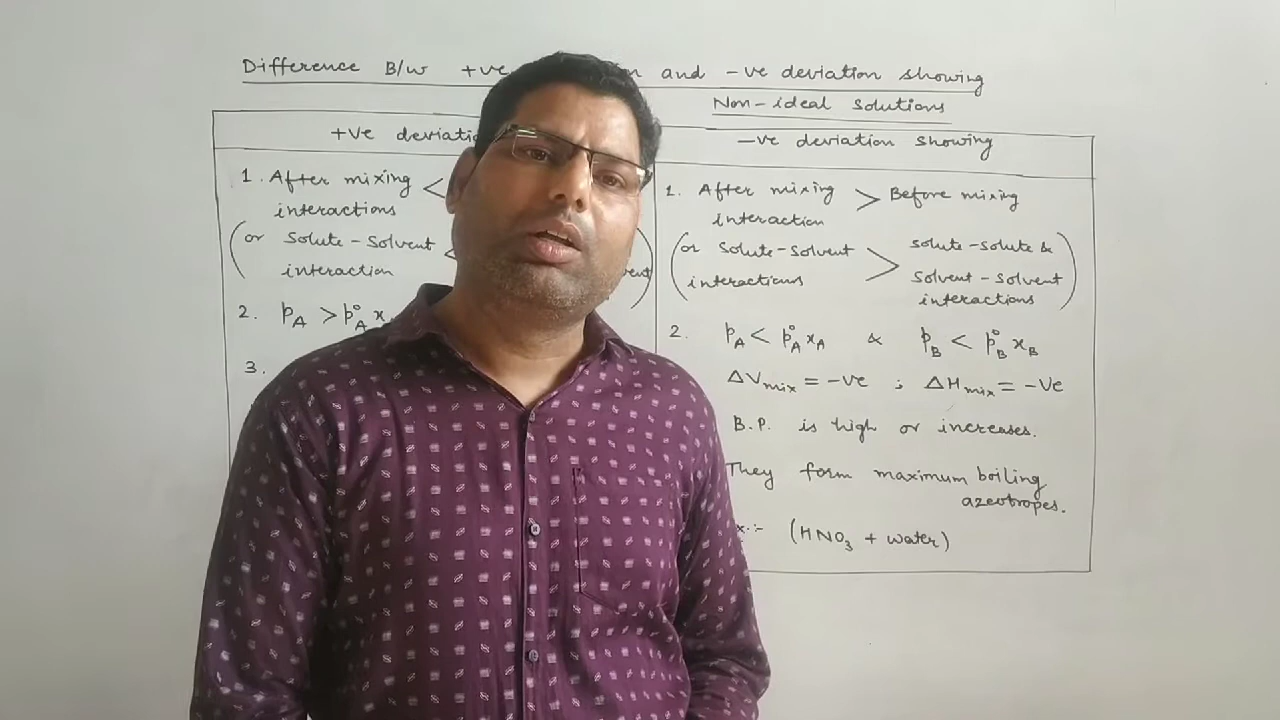 Difference B/w +ve and -ve deviation showing
Non-ideal solutions
+ve
-ve deviation showing
1. After mixing <
interactions
(or Solute-Solvent <
interaction
2. pA > p°A x
3.
1. After mixing > Before mixing
interaction
(or Solute-Solvent > solute-solute &
interactions Solvent-Solvent
interactions)
2. pA < p°A xA & pB < p°B xB
ΔVmix = -ve ; ΔHmix = -ve
B.P. is high or increases.
They form maximum boiling
azeotropes.
(HNO3 + water)